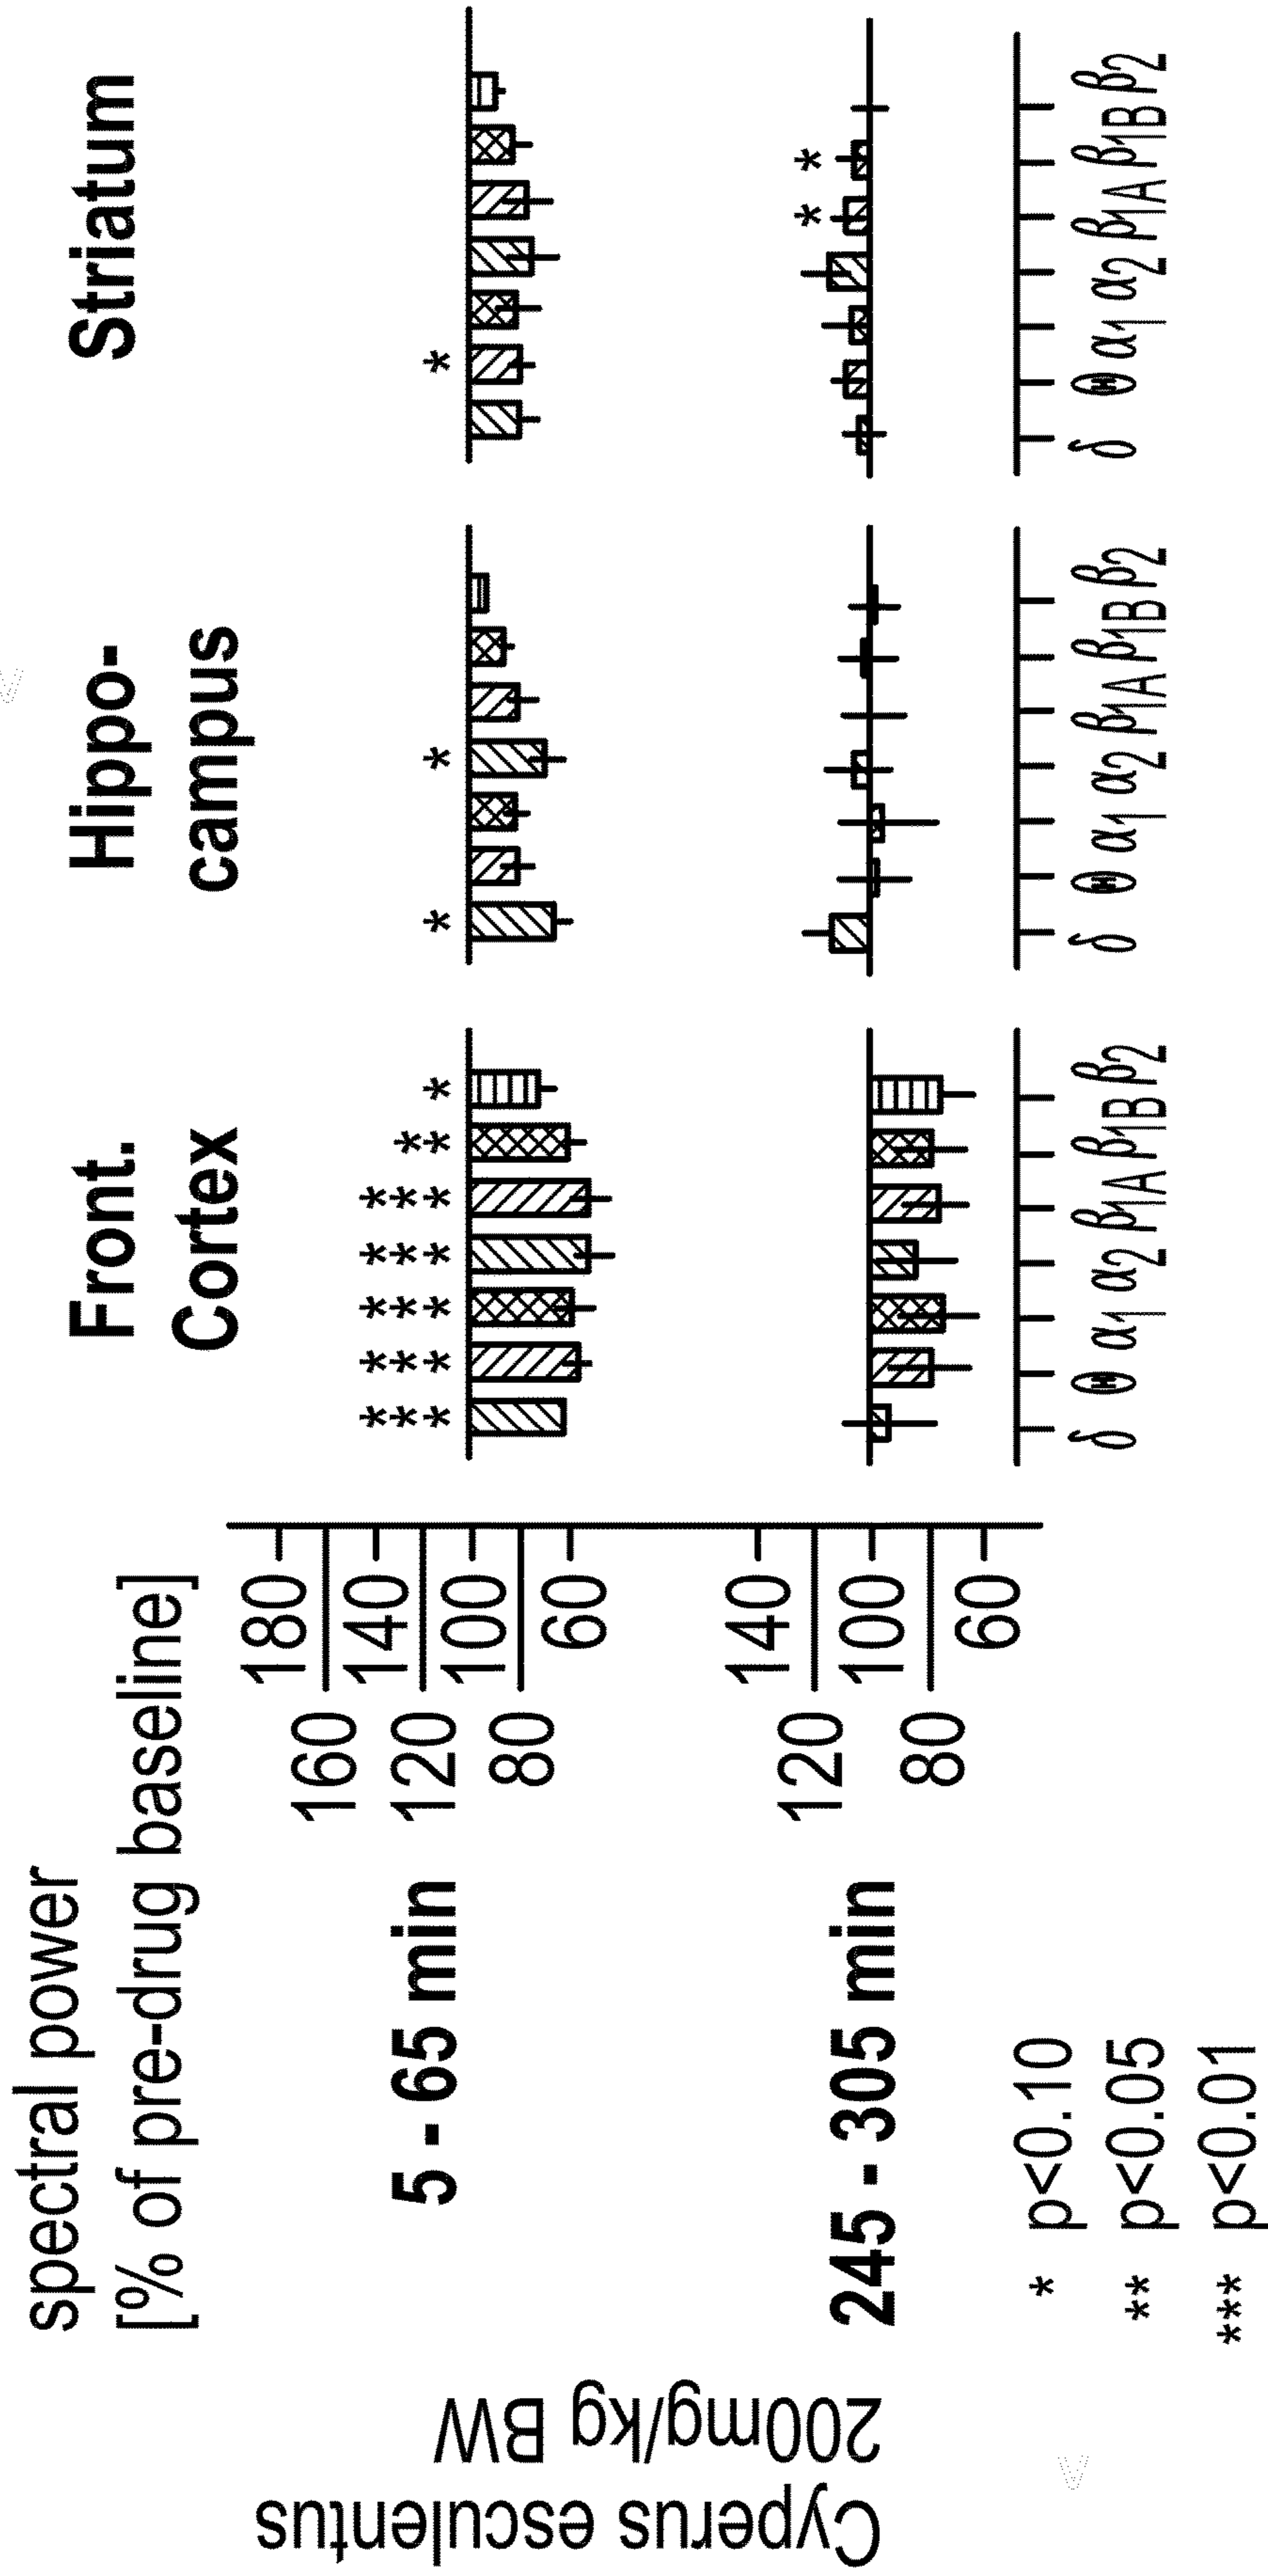 spectral power
[% of pre-drug baseline]
Front.
Cortex
Hippo-
campus
Striatum
Cyperus esculentus
200mg/kg BW
5 - 65 min
180
160
140
120
100
80
60
*** *** *** *** *** ** *
* *
*
245 - 305 min
140
120
100
80
60
* *
δ Θ α1 α2 β1A β1B β2
δ Θ α1 α2 β1A β1B β2
δ Θ α1 α2 β1A β1B β2
* p<0.10
** p<0.05
*** p<0.01